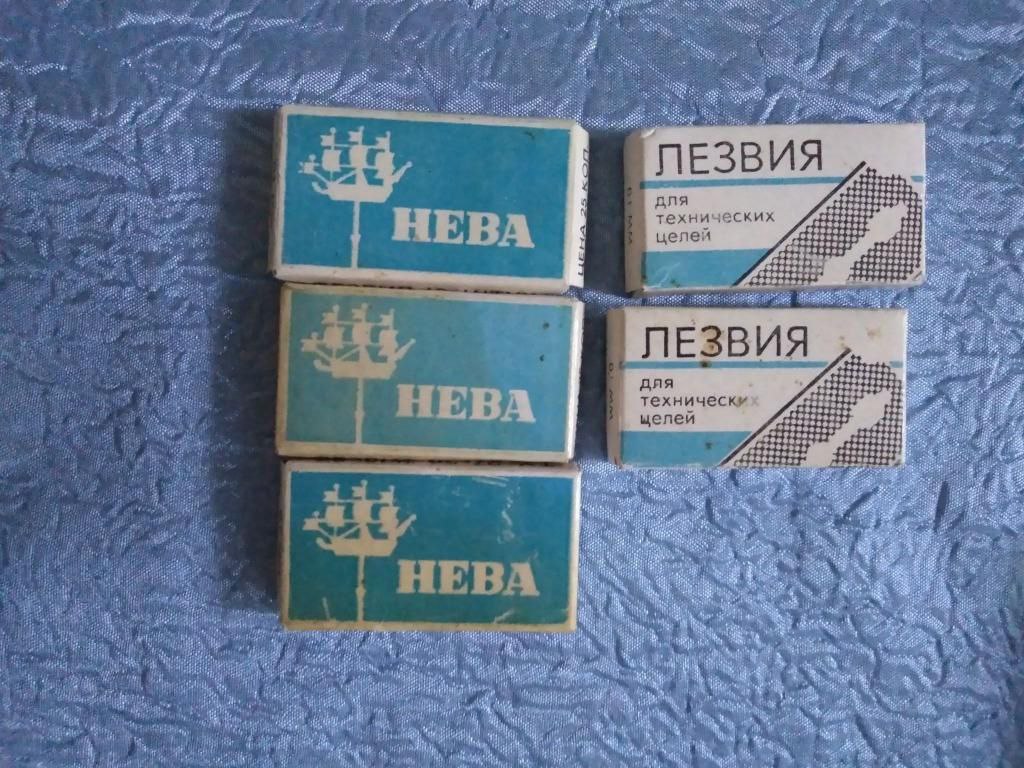 НЕВА
ЦЕНА 25 КОП
НЕВА
НЕВА
ЛЕЗВИЯ
для
технических
целей
ЛЕЗВИЯ
для
технических
целей